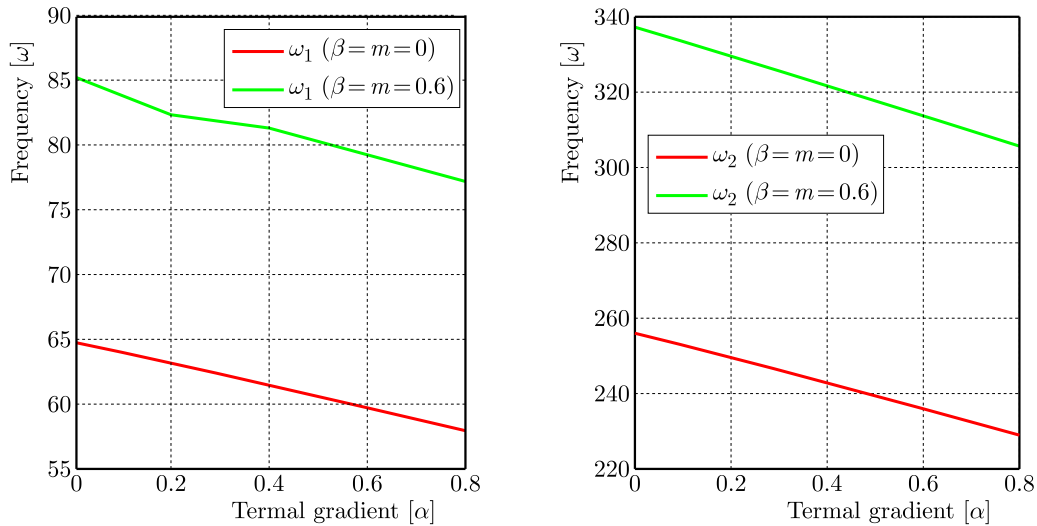 90
85
80
75
70
65
60
55
Frequency [ω]
ω₁ (β=m=0)
ω₁ (β=m=0.6)
0 0.2 0.4 0.6 0.8
Termal gradient [α]
340
320
300
280
260
240
220
Frequency [ω]
ω₂ (β=m=0)
ω₂ (β=m=0.6)
0 0.2 0.4 0.6 0.8
Termal gradient [α]